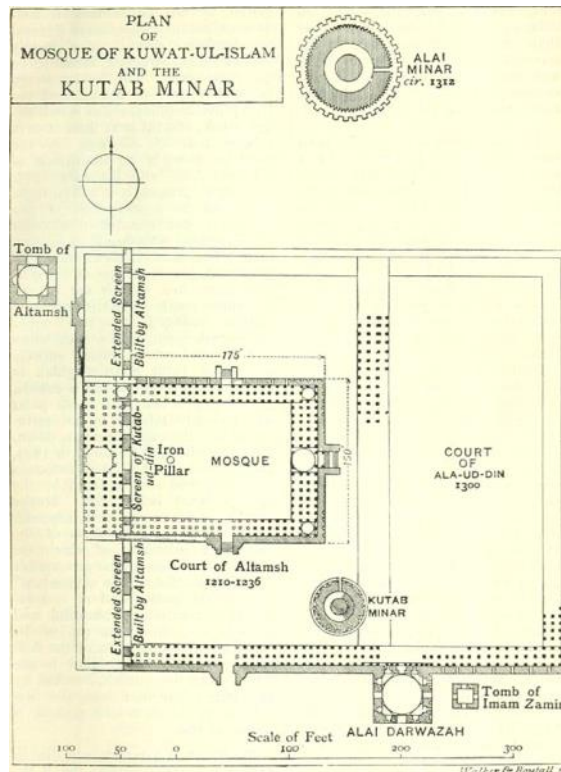 PLAN
OF
MOSQUE OF KUWAT-UL-ISLAM
AND THE
KUTAB MINAR
ALAI
MINAR
cir. 1312
Tomb of
Altamsh
Extended Screen
Built by Altamsh
175'
Screen of Kutab-
ud-din
Iron
Pillar
MOSQUE
150'
COURT
OF
ALA-UD-DIN
1300
Court of Altamsh
1210-1236
Extended Screen
Built by Altamsh
KUTAB
MINAR
Tomb of
Imam Zamin
ALAI DARWAZAH
Scale of Feet
100 50 0 100 200 300